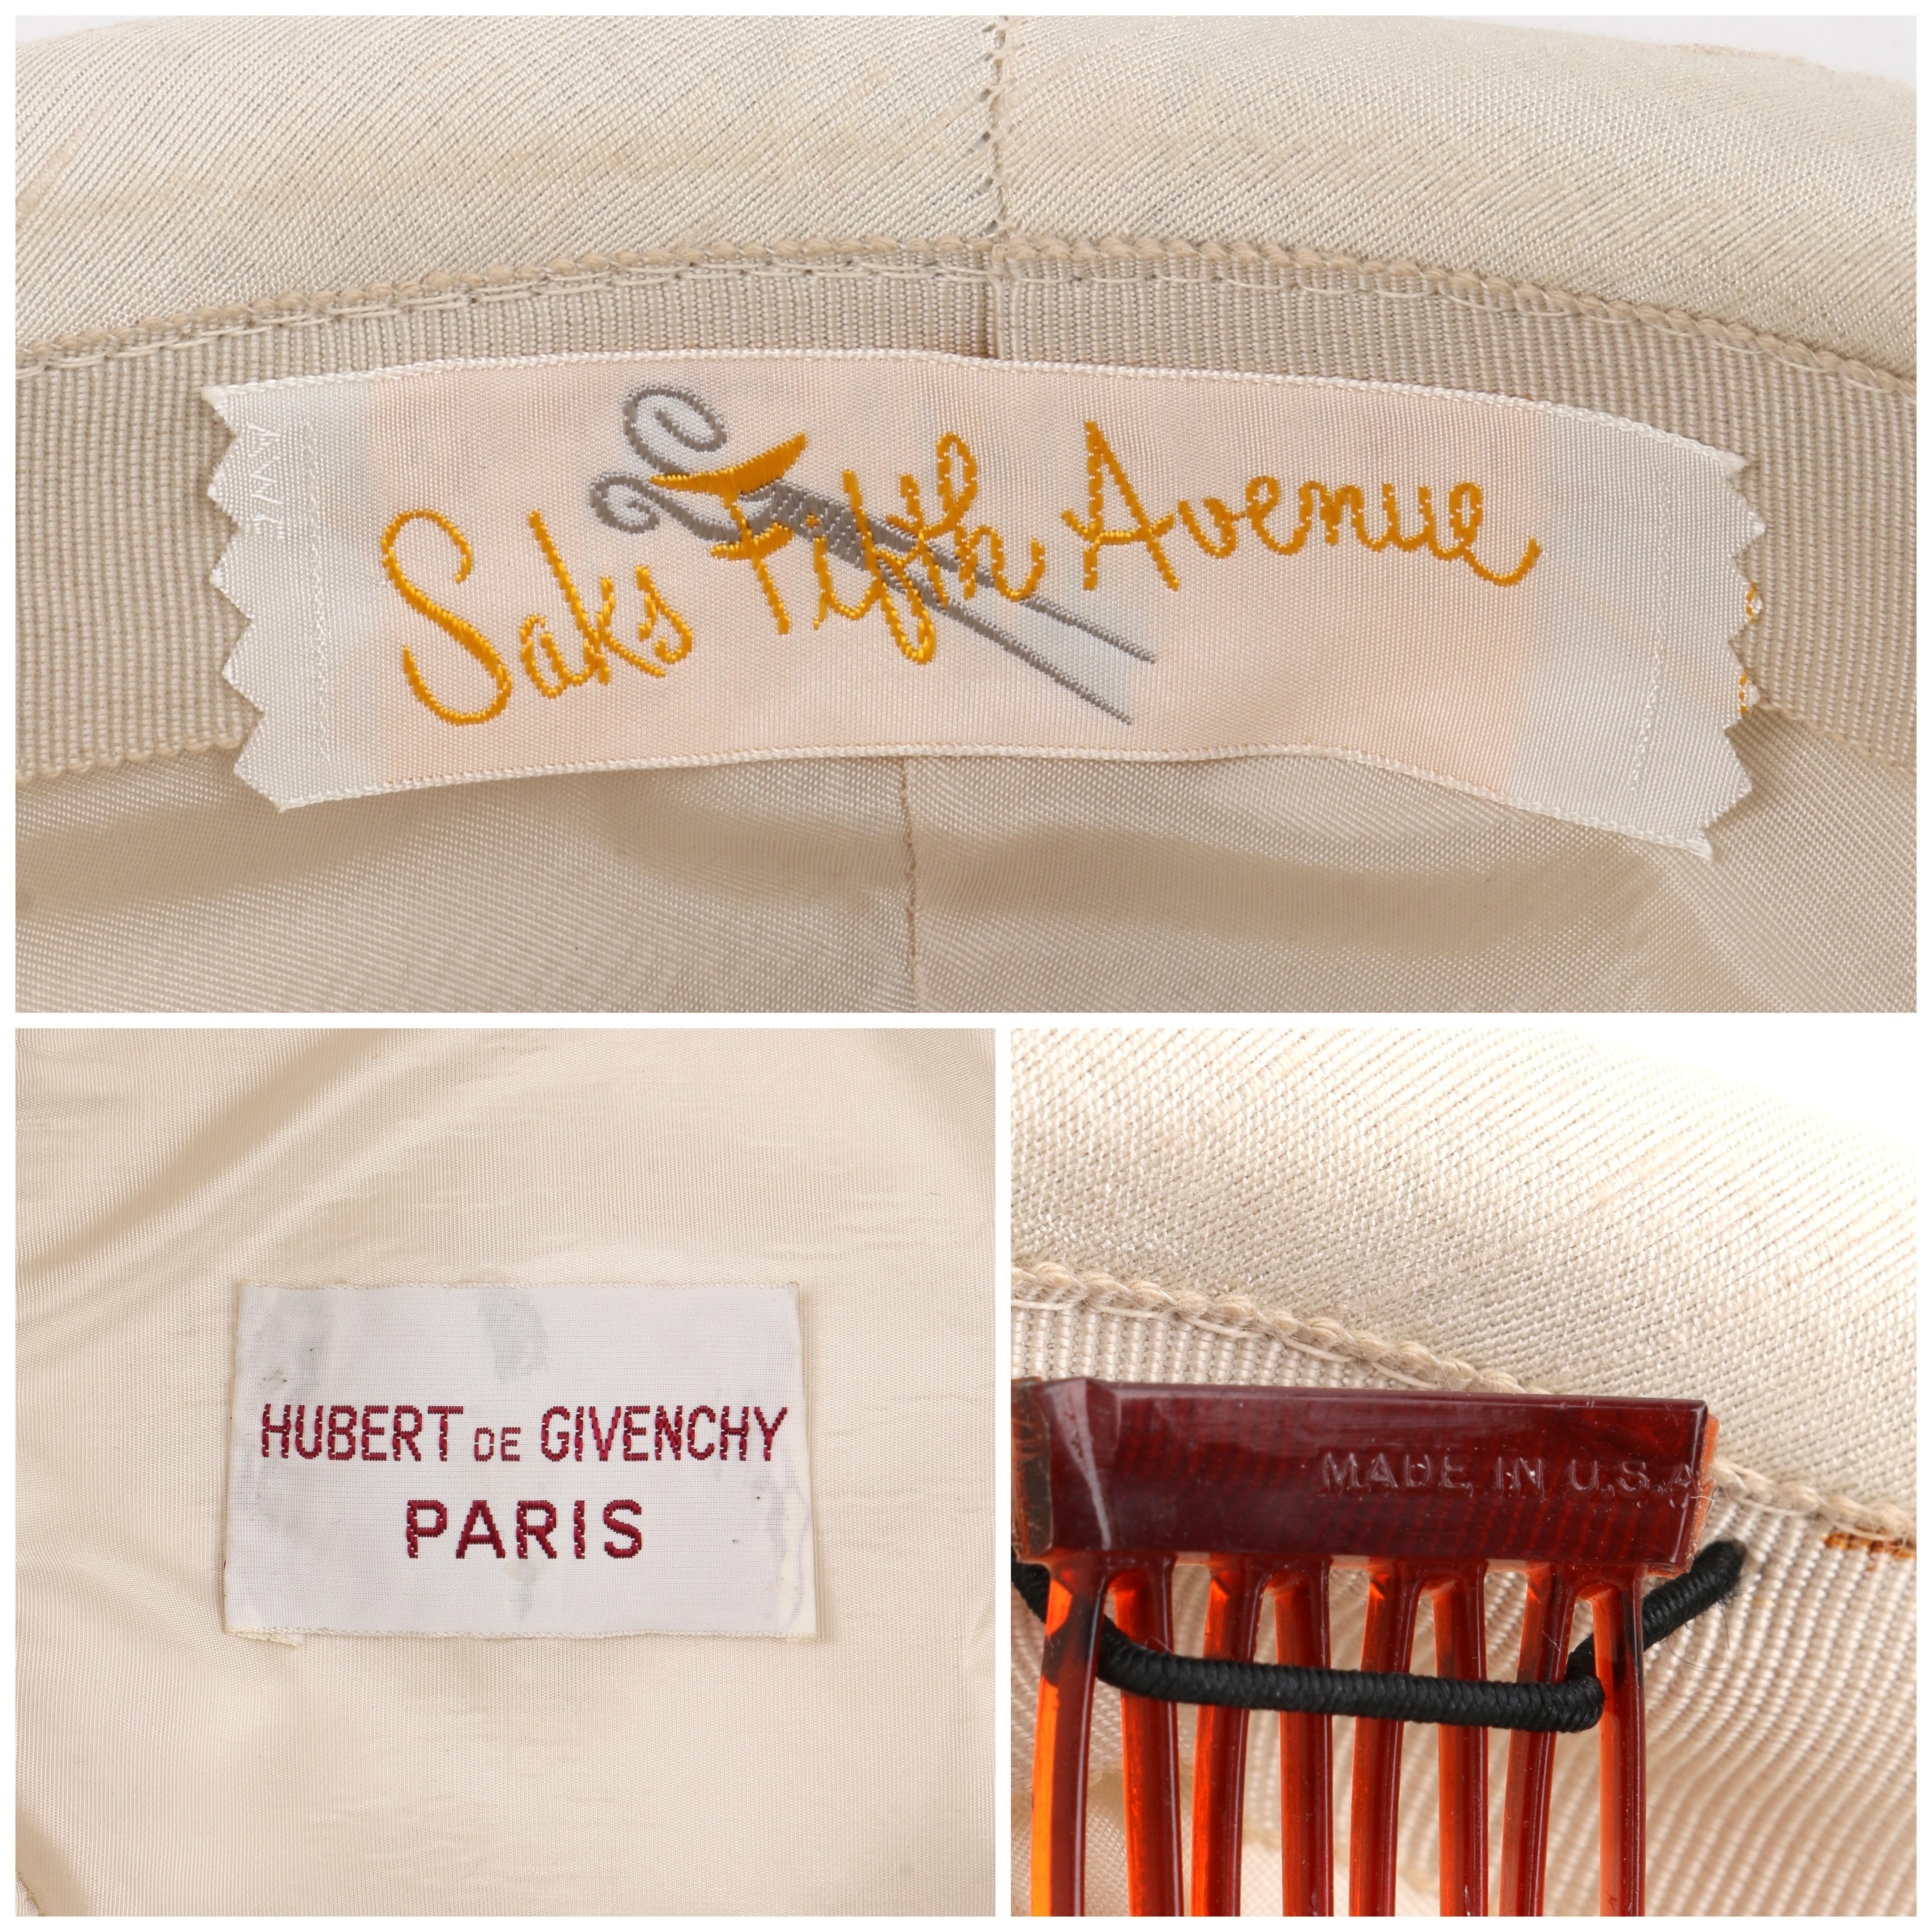 Saks Fifth Avenue
HUBERT DE GIVENCHY
PARIS
MADE IN U.S.A